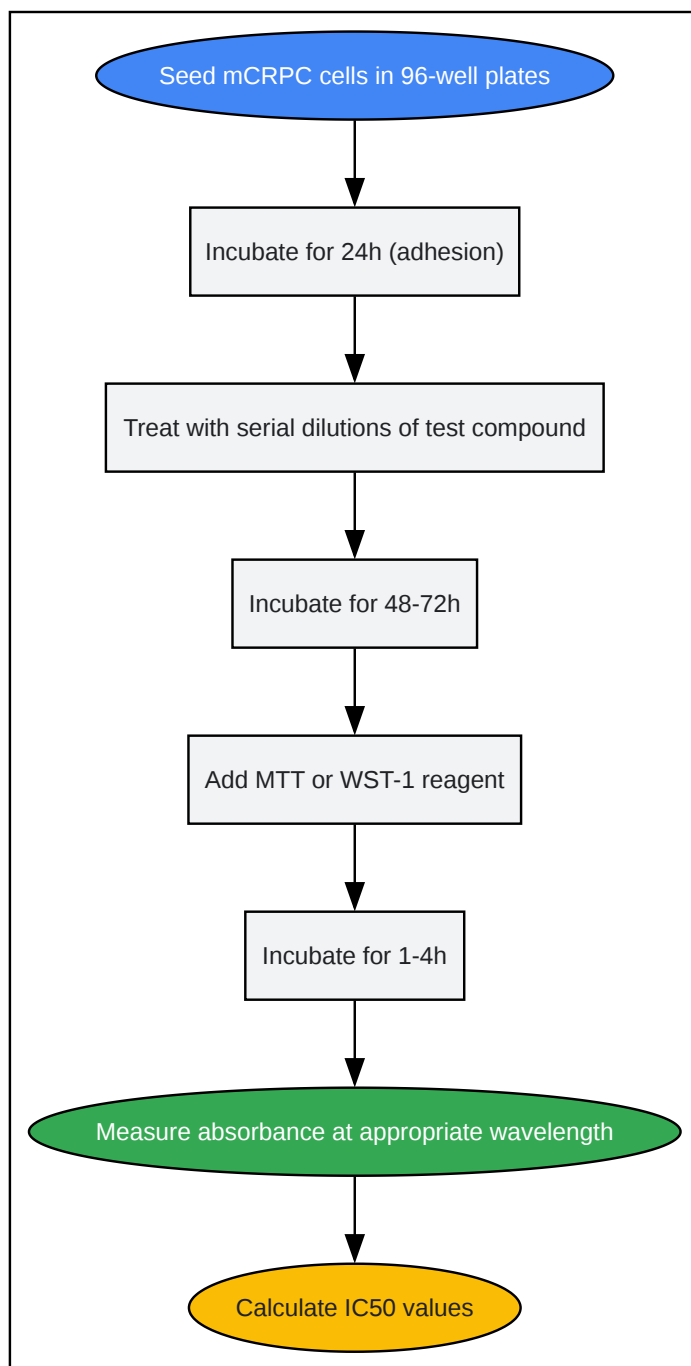 Seed mCRPC cells in 96-well plates
Incubate for 24h (adhesion)
Treat with serial dilutions of test compound
Incubate for 48-72h
Add MTT or WST-1 reagent
Incubate for 1-4h
Measure absorbance at appropriate wavelength
Calculate IC50 values